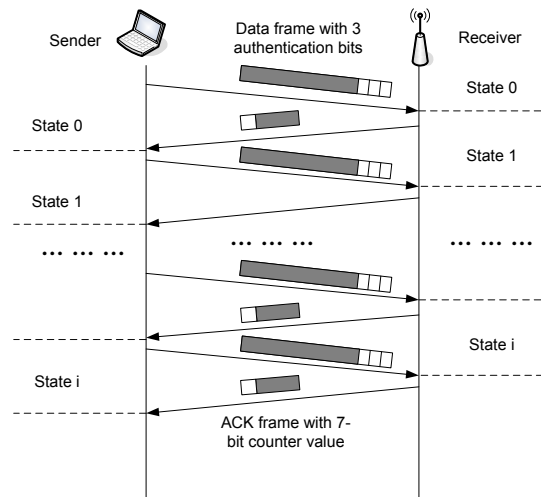 Data frame with 3
authentication bits
Sender
Receiver
State 0
State 0
State 1
State 1
... ... ...
... ... ...
... ... ...
State i
State i
ACK frame with 7-
bit counter value